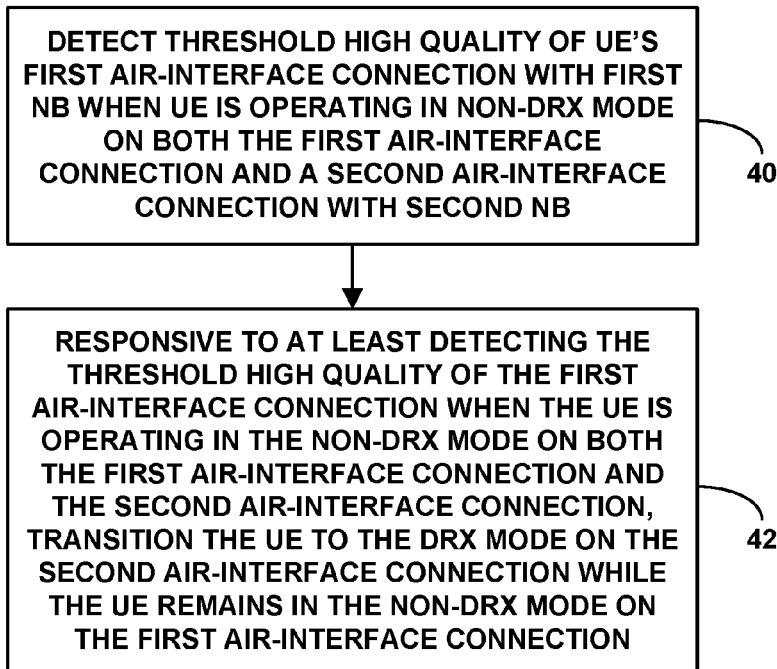 DETECT THRESHOLD HIGH QUALITY OF UE'S
FIRST AIR-INTERFACE CONNECTION WITH FIRST
NB WHEN UE IS OPERATING IN NON-DRX MODE
ON BOTH THE FIRST AIR-INTERFACE
CONNECTION AND A SECOND AIR-INTERFACE
CONNECTION WITH SECOND NB
40
RESPONSIVE TO AT LEAST DETECTING THE
THRESHOLD HIGH QUALITY OF THE FIRST
AIR-INTERFACE CONNECTION WHEN THE UE IS
OPERATING IN THE NON-DRX MODE ON BOTH
THE FIRST AIR-INTERFACE CONNECTION AND
THE SECOND AIR-INTERFACE CONNECTION,
TRANSITION THE UE TO THE DRX MODE ON THE
SECOND AIR-INTERFACE CONNECTION WHILE
THE UE REMAINS IN THE NON-DRX MODE ON
THE FIRST AIR-INTERFACE CONNECTION
42